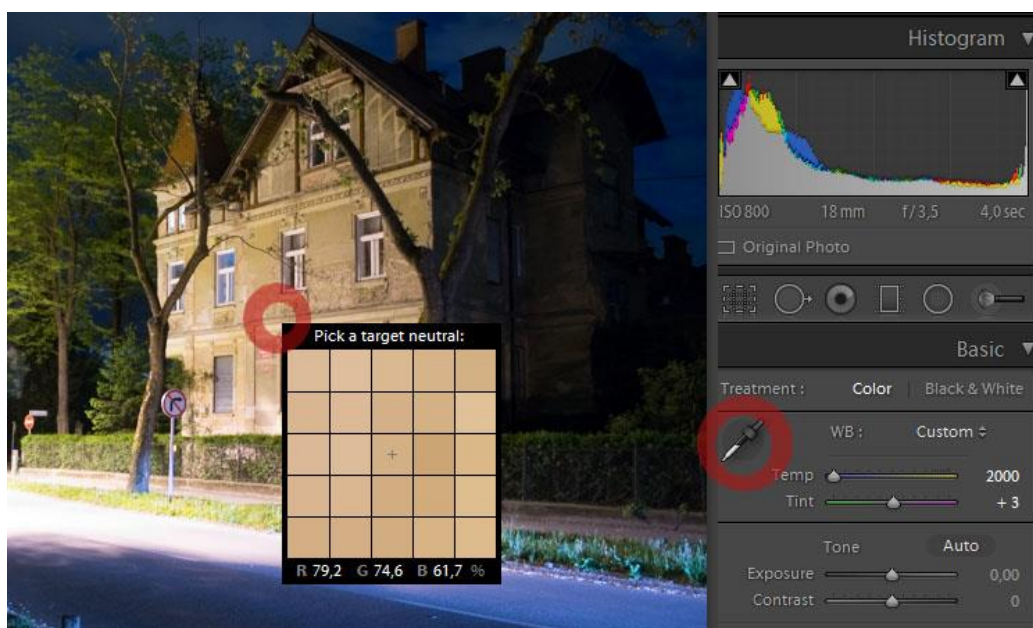 Histogram
ISO 800 18 mm f / 3,5 4,0 sec
Original Photo
Pick a target neutral:
R 79,2 G 74,6 B 61,7 %
Basic
Treatment : Color Black & White
WB : Custom
Temp 2000
Tint + 3
Tone Auto
Exposure 0,00
Contrast 0